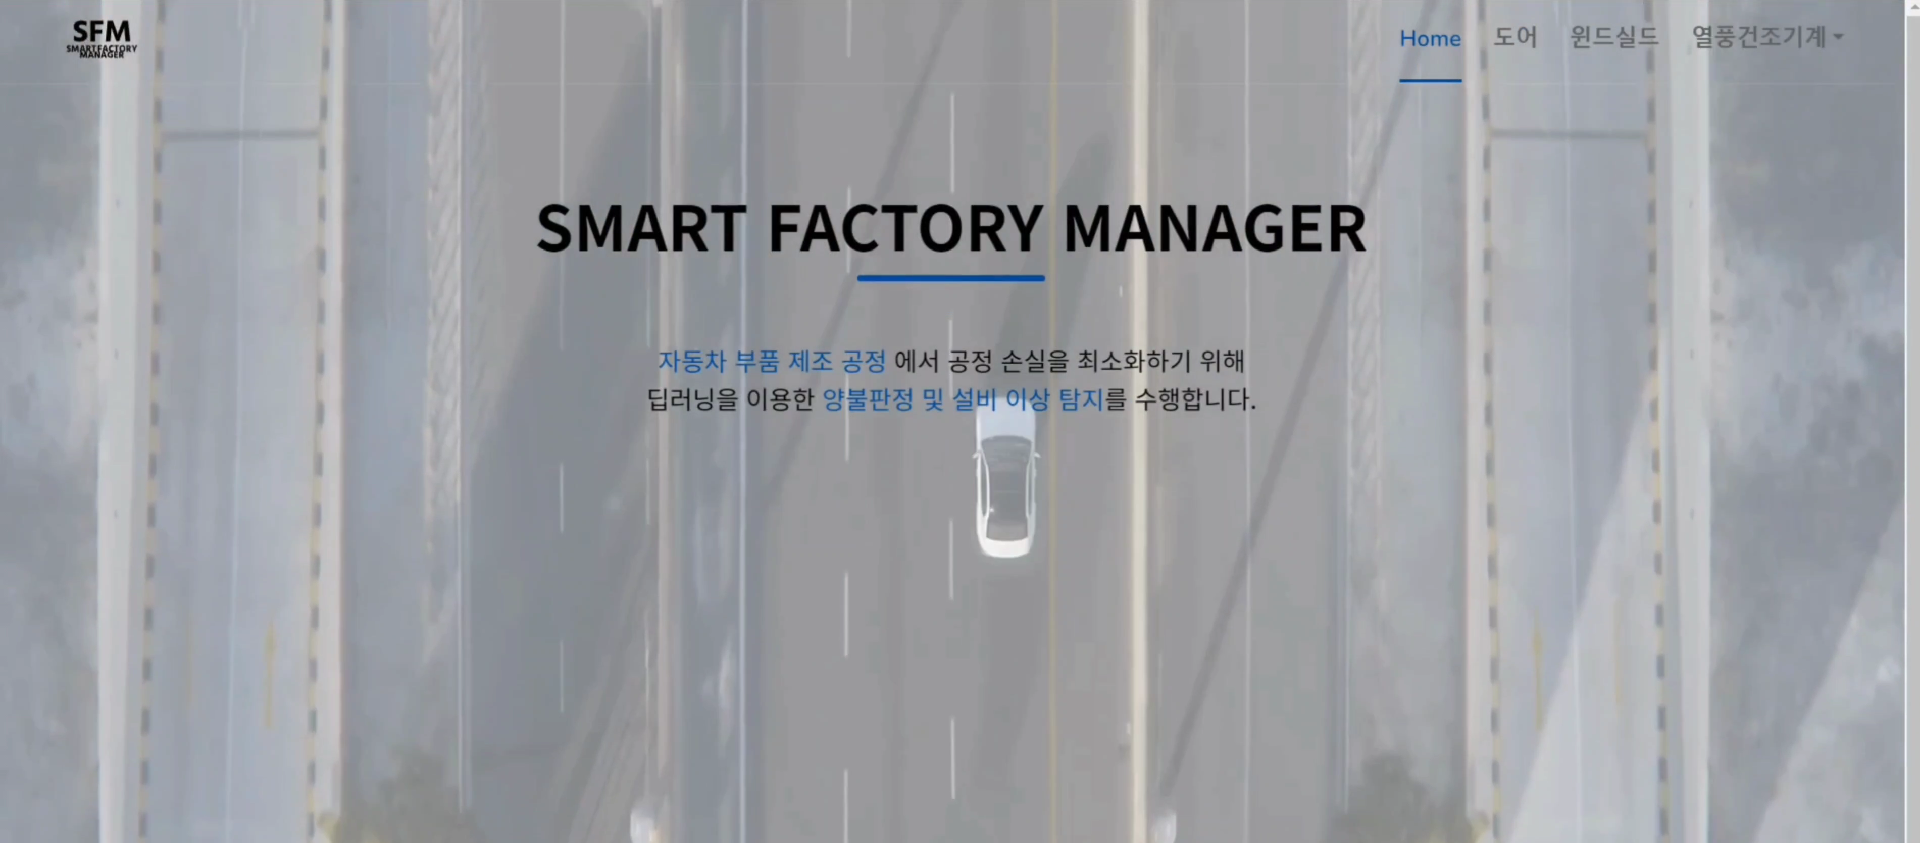 SFM
SMARTFACTORY
MANAGER
Home 도어 윈드실드 열풍건조기계
SMART FACTORY MANAGER
자동차 부품 제조 공정 에서 공정 손실을 최소화하기 위해
딥러닝을 이용한 양불판정 및 설비 이상 탐지를 수행합니다.